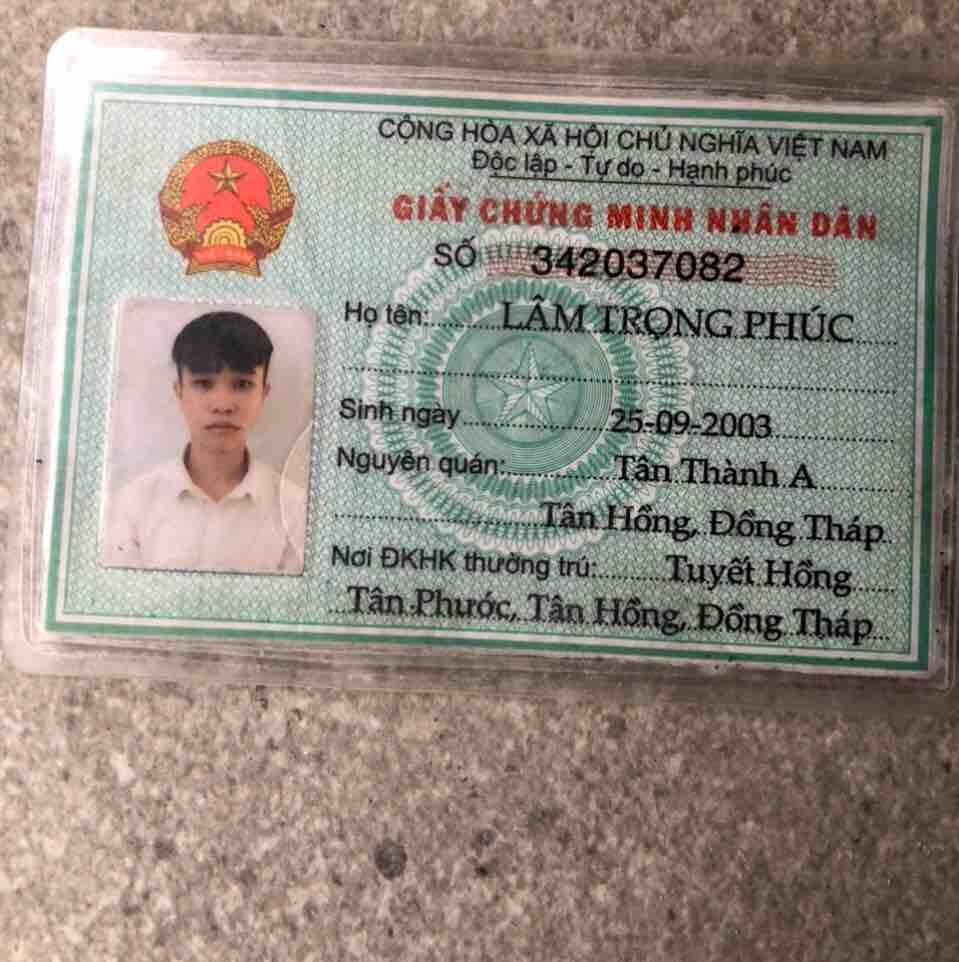 CỘNG HÒA XÃ HỘI CHỦ NGHĨA VIỆT NAM
Độc lập - Tự do - Hạnh phúc
GIẤY CHỨNG MINH NHÂN DÂN
SỐ 342037082
Họ tên: LÂM TRỌNG PHÚC
Sinh ngày 25-09-2003
Nguyên quán: Tân Thành A
Tân Hồng, Đồng Tháp
Nơi ĐKHK thường trú: Tuyết Hồng
Tân Phước, Tân Hồng, Đồng Tháp